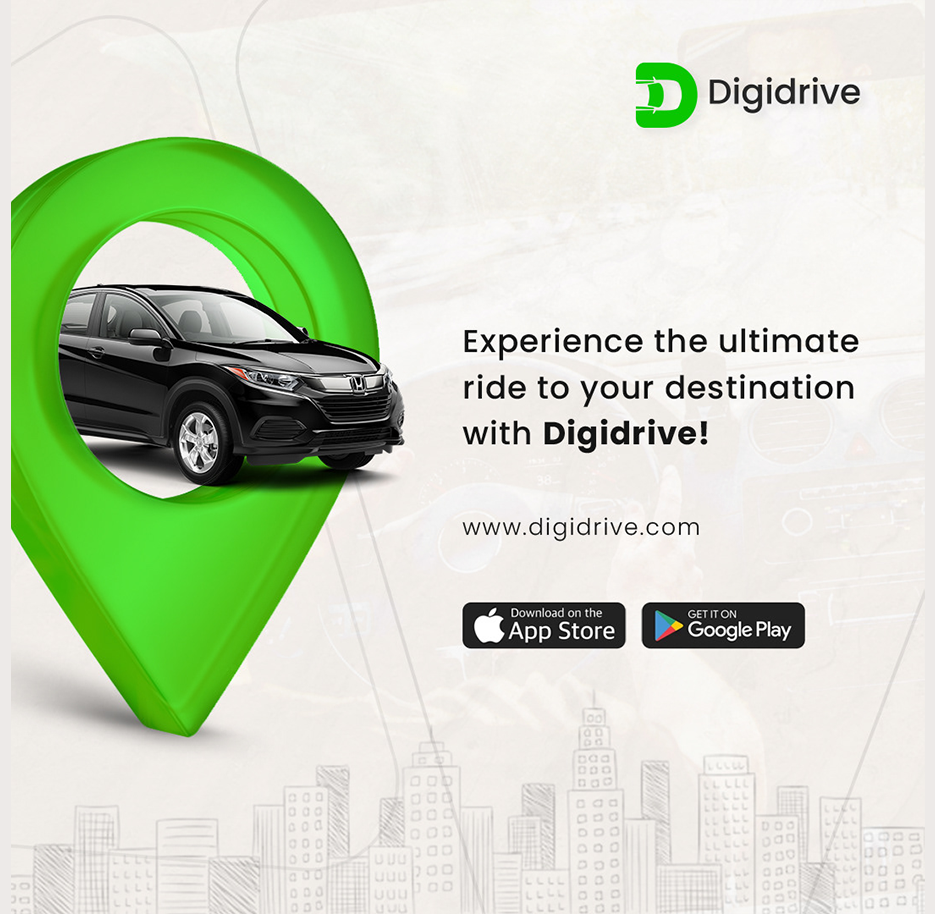 Digidrive
Experience the ultimate
ride to your destination
with Digidrive!
www.digidrive.com
Download on the
App Store
GET IT ON
Google Play